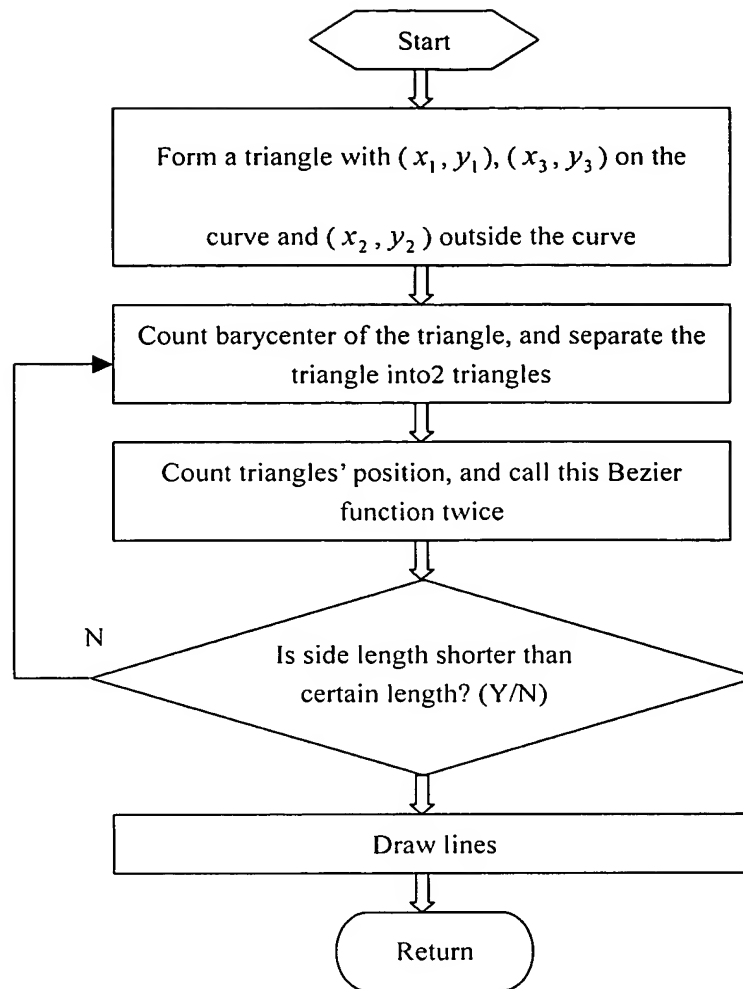 Start
Form a triangle with (x₁, y₁), (x₃, y₃) on the
curve and (x₂, y₂) outside the curve
Count barycenter of the triangle, and separate the
triangle into2 triangles
Count triangles' position, and call this Bezier
function twice
N
Is side length shorter than
certain length? (Y/N)
Draw lines
Return